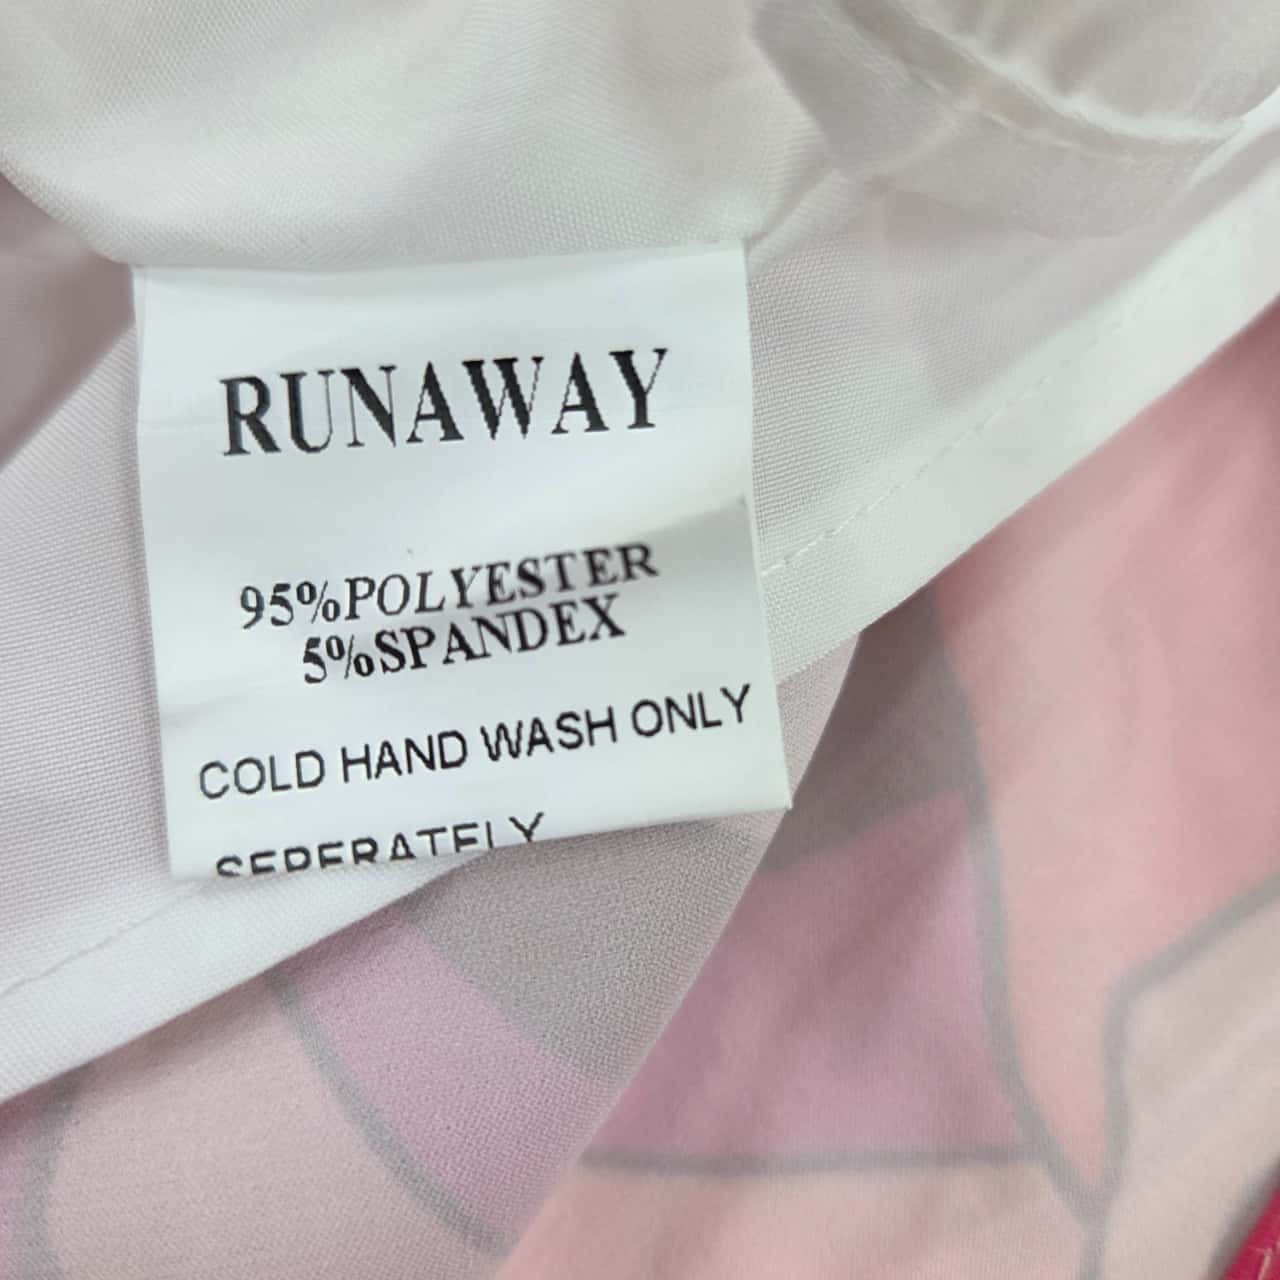 RUNAWAY
95%POLYESTER
5%SPANDEX
COLD HAND WASH ONLY
SEPERATELY